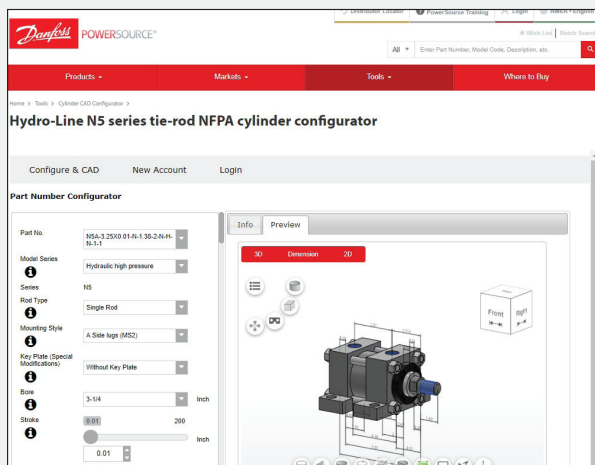 Distributor Locator
PowerSource Training
Login
AMER • English
Danfoss POWERSOURCE®
Wish List Batch Search
All Enter Part Number, Model Code, Description, etc.
Products Markets Tools Where to Buy
Home > Tools > Cylinder CAD Configurator >
Hydro-Line N5 series tie-rod NFPA cylinder configurator
Configure & CAD New Account Login
Part Number Configurator
Info Preview
Part No. N5A-3.25X0.01-N-1.38-2-N-H-
N-1-1
3D Dimension 2D
Model Series Hydraulic high pressure
Series N5
Rod Type Single Rod
Front Right
Mounting Style A Side lugs (MS2)
Key Plate (Special
Modifications) Without Key Plate
Bore 3-1/4 Inch
Stroke 0.01 200
Inch
0.01